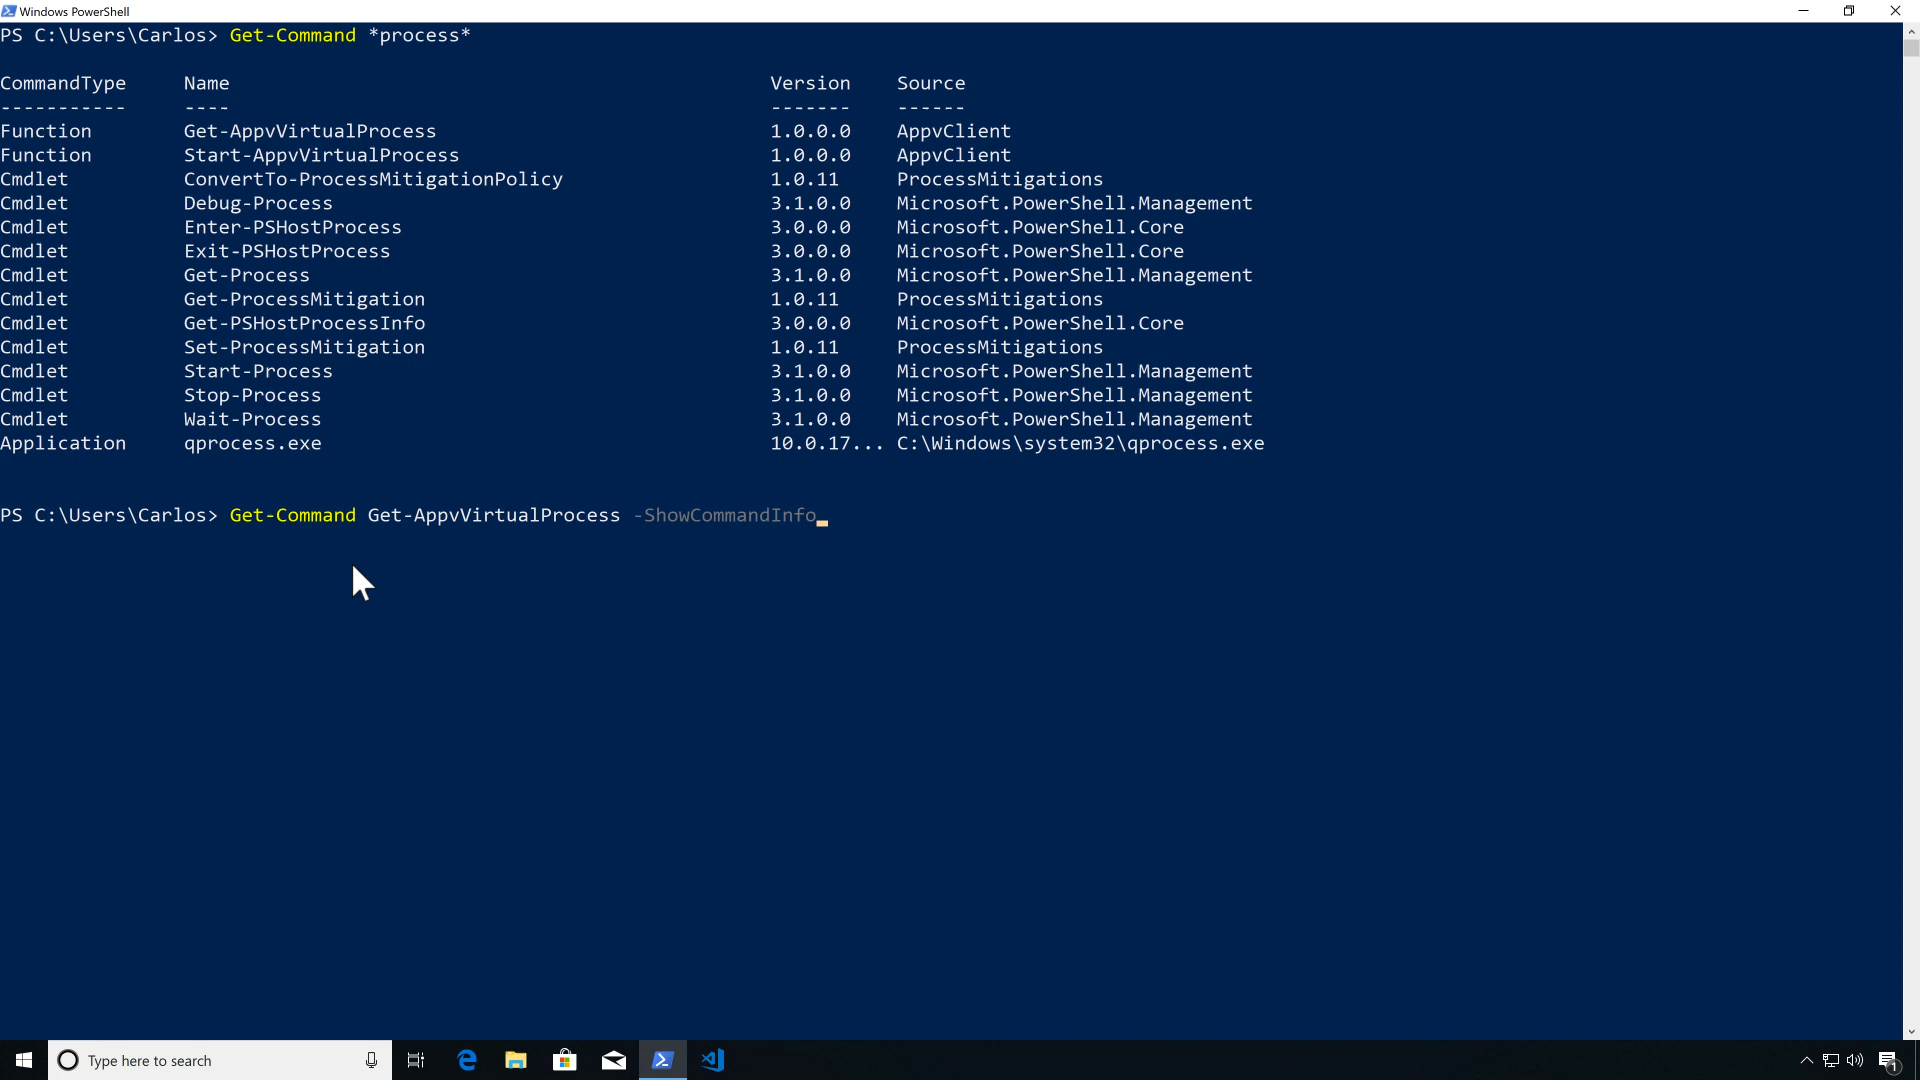 Windows PowerShell
PS C:\Users\Carlos> Get-Command *process*
CommandType Name Version Source
----------- ---- ------- ------
Function Get-AppvVirtualProcess 1.0.0.0 AppvClient
Function Start-AppvVirtualProcess 1.0.0.0 AppvClient
Cmdlet ConvertTo-ProcessMitigationPolicy 1.0.11 ProcessMitigations
Cmdlet Debug-Process 3.1.0.0 Microsoft.PowerShell.Management
Cmdlet Enter-PSHostProcess 3.0.0.0 Microsoft.PowerShell.Core
Cmdlet Exit-PSHostProcess 3.0.0.0 Microsoft.PowerShell.Core
Cmdlet Get-Process 3.1.0.0 Microsoft.PowerShell.Management
Cmdlet Get-ProcessMitigation 1.0.11 ProcessMitigations
Cmdlet Get-PSHostProcessInfo 3.0.0.0 Microsoft.PowerShell.Core
Cmdlet Set-ProcessMitigation 1.0.11 ProcessMitigations
Cmdlet Start-Process 3.1.0.0 Microsoft.PowerShell.Management
Cmdlet Stop-Process 3.1.0.0 Microsoft.PowerShell.Management
Cmdlet Wait-Process 3.1.0.0 Microsoft.PowerShell.Management
Application qprocess.exe 10.0.17... C:\Windows\system32\qprocess.exe
PS C:\Users\Carlos> Get-Command Get-AppvVirtualProcess -ShowCommandInfo
Type here to search
1